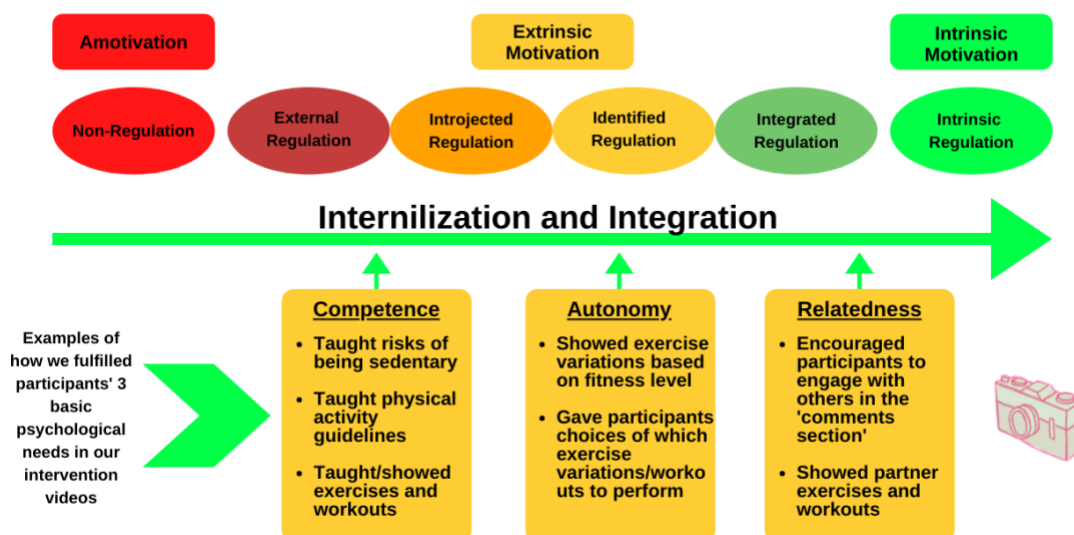 Amotivation
Extrinsic
Motivation
Intrinsic
Motivation
Non-Regulation
External
Regulation
Introjected
Regulation
Identified
Regulation
Integrated
Regulation
Intrinsic
Regulation
Internilization and Integration
Examples of
how we fulfilled
participants' 3
basic
psychological
needs in our
intervention
videos
Competence
• Taught risks of
being sedentary
• Taught physical
activity
guidelines
• Taught/showed
exercises and
workouts
Autonomy
• Showed exercise
variations based
on fitness level
• Gave participants
choices of which
exercise
variations/worko
uts to perform
Relatedness
• Encouraged
participants to
engage with
others in the
'comments
section'
• Showed partner
exercises and
workouts